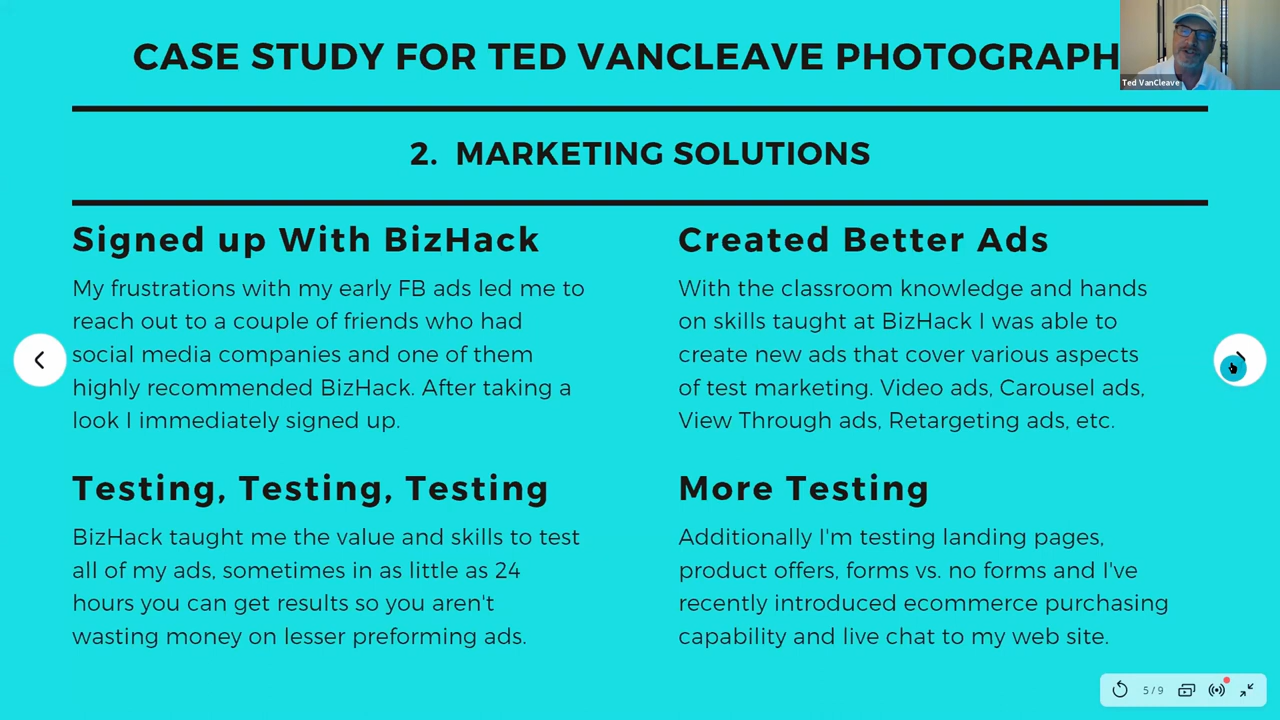 CASE STUDY FOR TED VANCLEAVE PHOTOGRAPH
Ted VanCleave
2. MARKETING SOLUTIONS
Signed up With BizHack
My frustrations with my early FB ads led me to
reach out to a couple of friends who had
social media companies and one of them
highly recommended BizHack. After taking a
look I immediately signed up.
Created Better Ads
With the classroom knowledge and hands
on skills taught at BizHack I was able to
create new ads that cover various aspects
of test marketing. Video ads, Carousel ads,
View Through ads, Retargeting ads, etc.
Testing, Testing, Testing
BizHack taught me the value and skills to test
all of my ads, sometimes in as little as 24
hours you can get results so you aren't
wasting money on lesser preforming ads.
More Testing
Additionally I'm testing landing pages,
product offers, forms vs. no forms and I've
recently introduced ecommerce purchasing
capability and live chat to my web site.
5 / 9